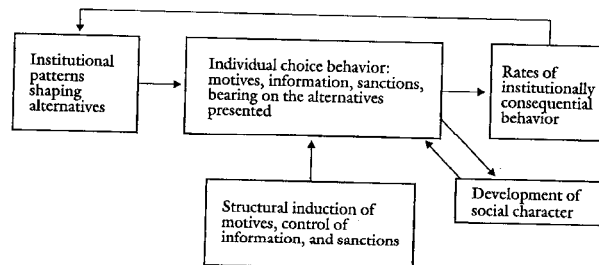 Institutional
patterns
shaping
alternatives
Individual choice behavior:
motives, information, sanctions,
bearing on the alternatives
presented
Rates of
institutionally
consequential
behavior
Structural induction of
motives, control of
information, and sanctions
Development of
social character